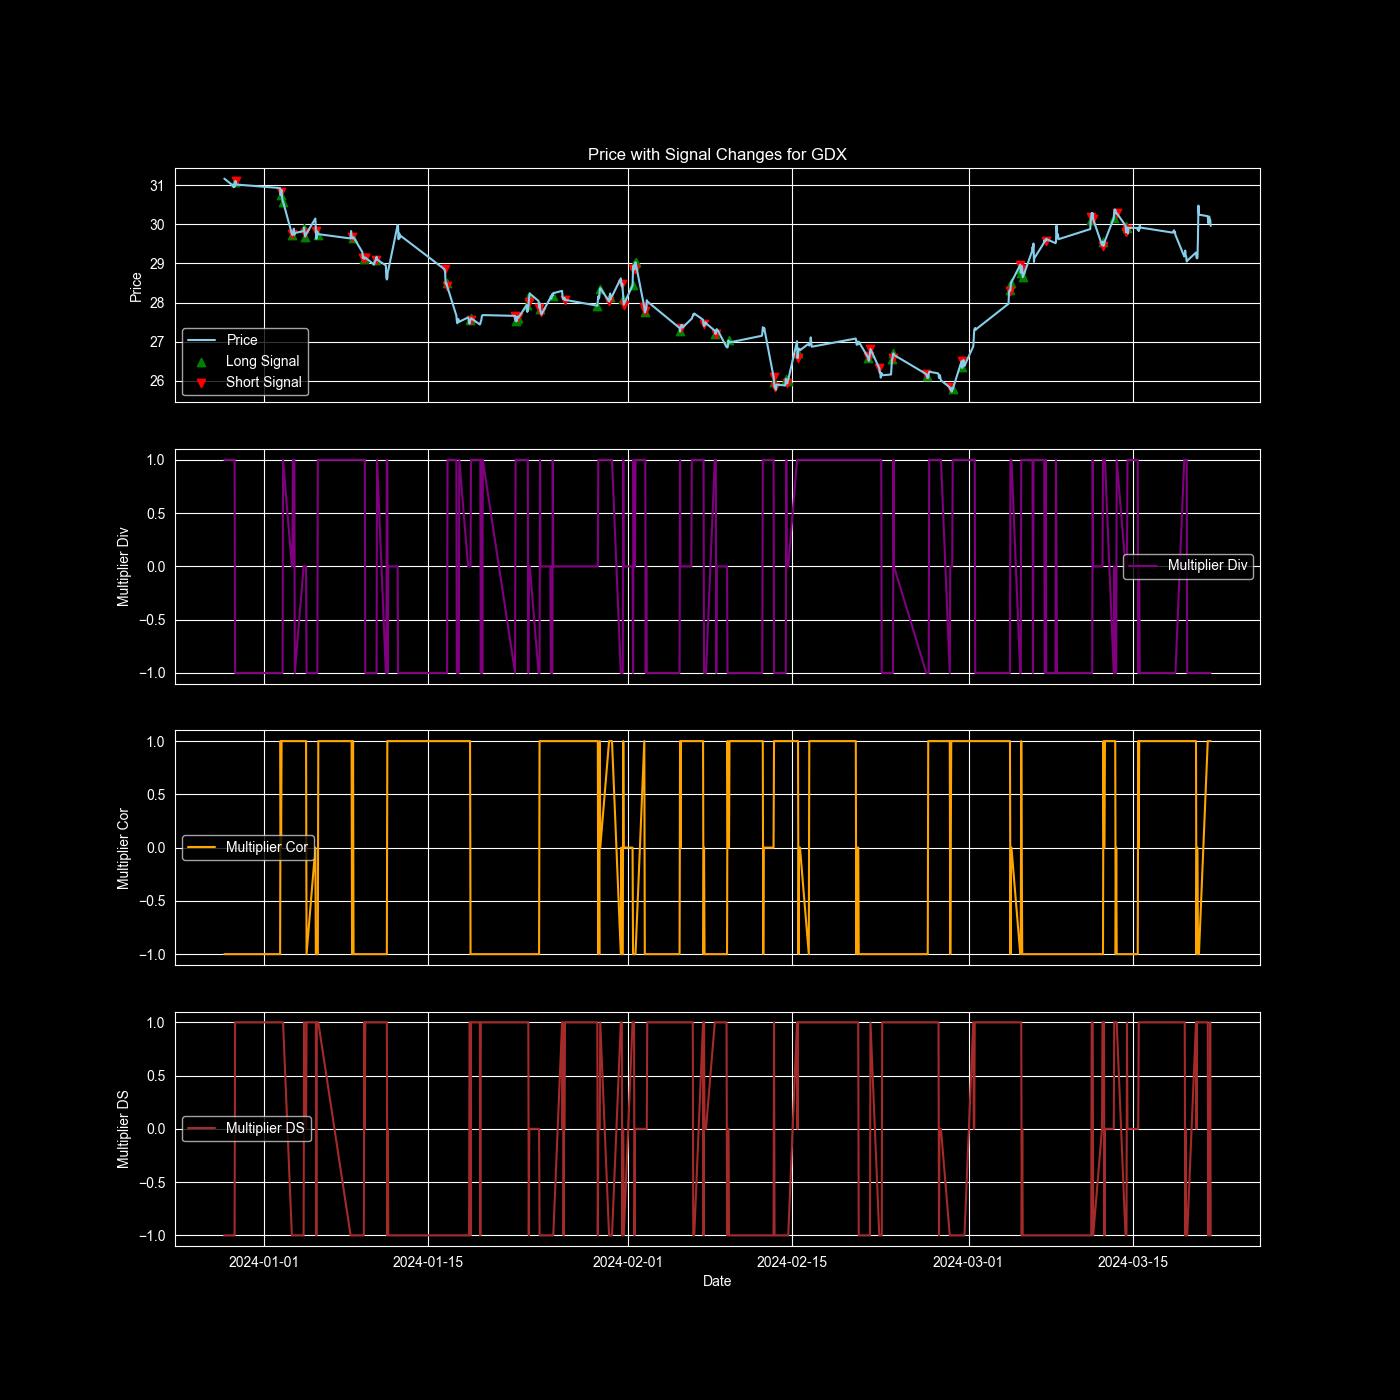 Price with Signal Changes for GDX
31
30
29
28
27
26
Price
Price
Long Signal
Short Signal
1.0
0.5
0.0
−0.5
−1.0
Multiplier Div
Multiplier Div
1.0
0.5
0.0
−0.5
−1.0
Multiplier Cor
Multiplier Cor
1.0
0.5
0.0
−0.5
−1.0
Multiplier DS
Multiplier DS
2024-01-01 2024-01-15 2024-02-01 2024-02-15 2024-03-01 2024-03-15
Date